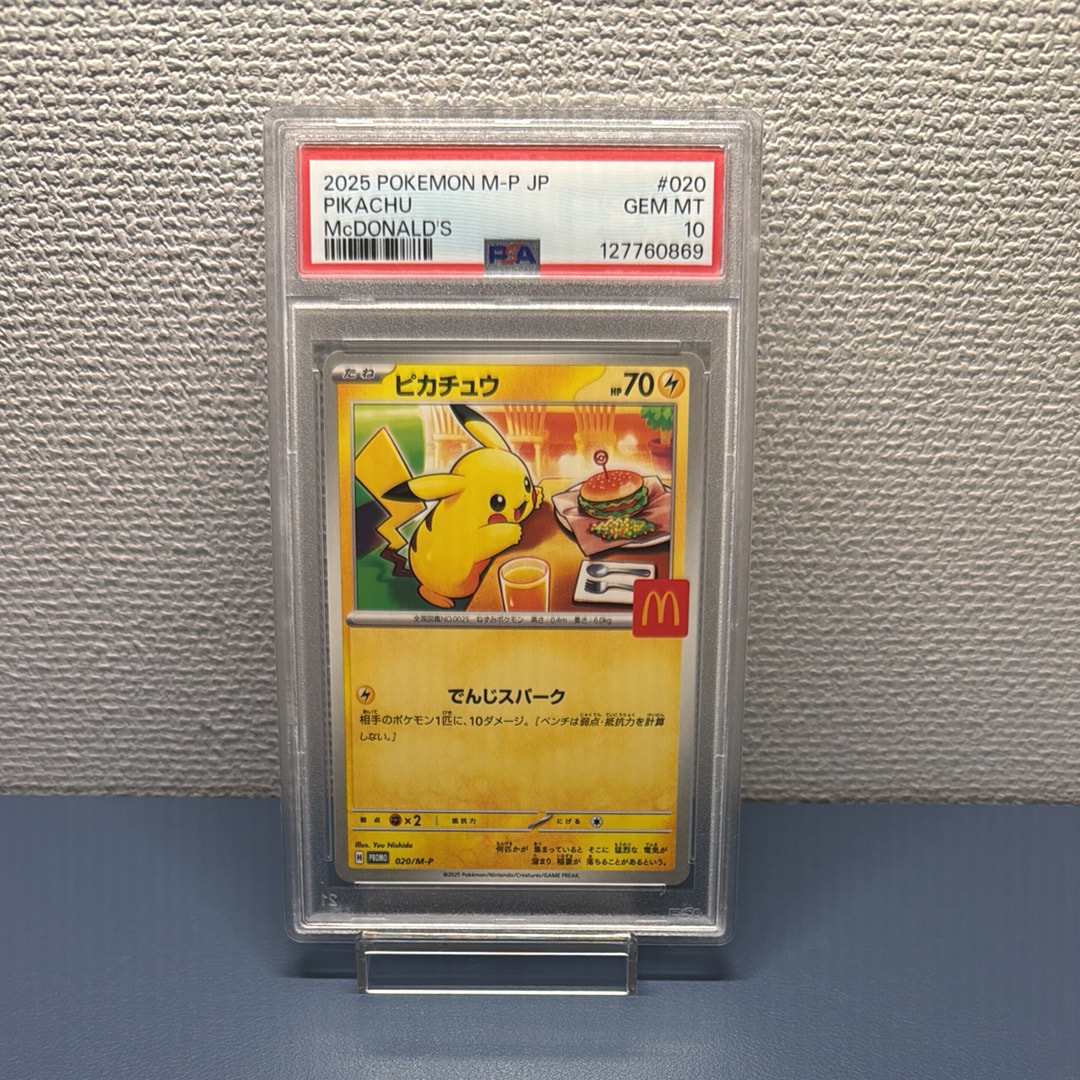 2025 POKEMON M-P JP #020
PIKACHU GEM MT
McDONALD'S 10
PSA 127760869
たね ピカチュウ HP70
全国図鑑NO.0025 ねずみポケモン 高さ:0.4m 重さ:6.0kg
でんじスパーク
相手のポケモン1匹に、10ダメージ。[ベンチは弱点・抵抗力を計算
しない。]
弱点 ×2 抵抗力 にげる
Illus. You Nishida
何匹かが 集まっていると そこに 猛烈な 電気が
H PROMO 020/M-P
溜まり 稲妻が 落ちることがあるという。
©2025 Pokémon/Nintendo/Creatures/GAME FREAK.